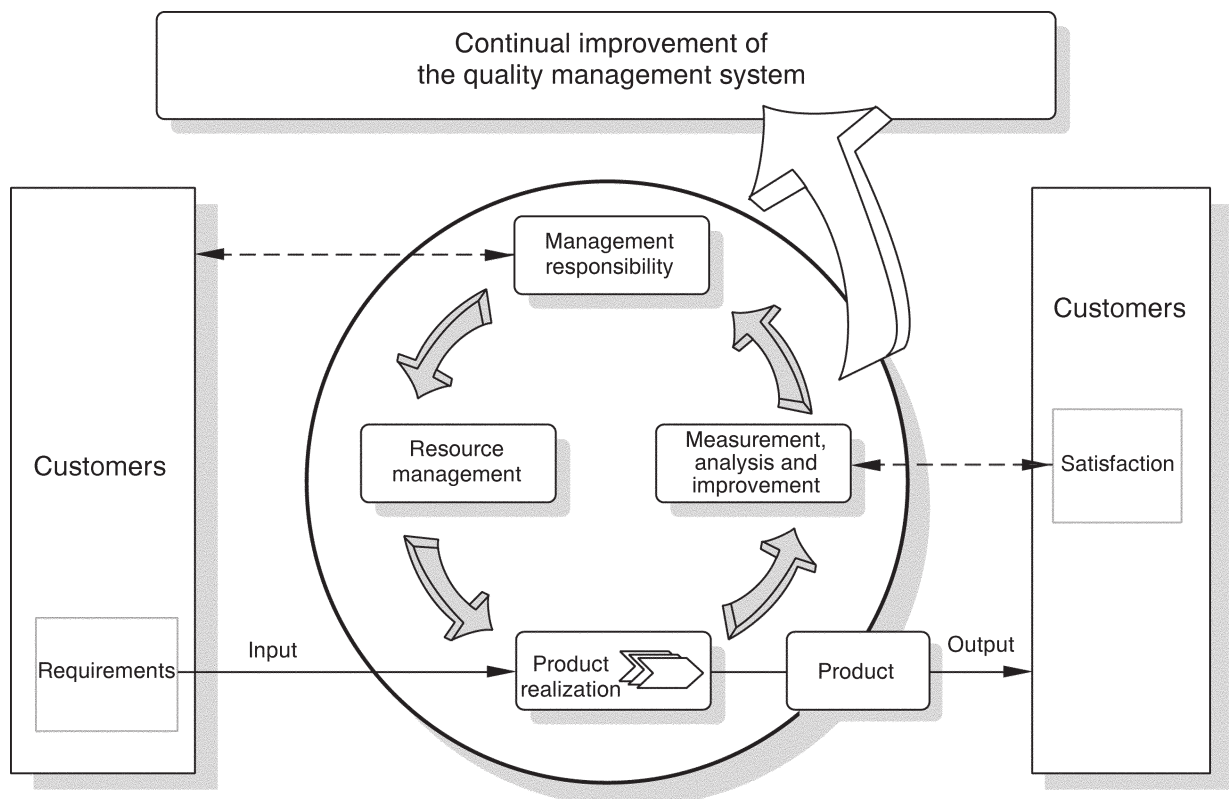 Continual improvement of
the quality management system
Management
responsibility
Customers
Resource
management
Measurement,
analysis and
improvement
Satisfaction
Customers
Requirements
Input
Product
realization
Product
Output